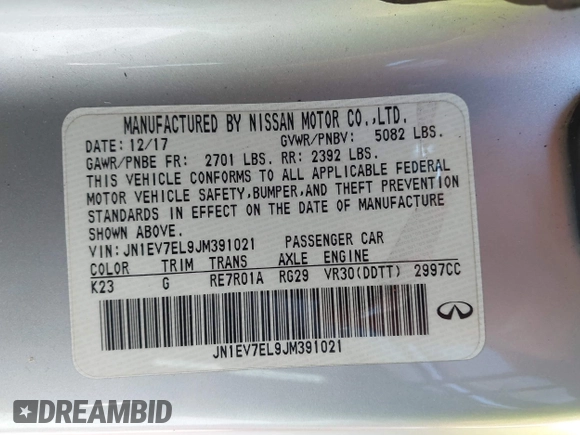 MANUFACTURED BY NISSAN MOTOR CO.,LTD.
DATE: 12/17 GVWR/PNBV: 5082 LBS.
GAWR/PNBE FR: 2701 LBS. RR: 2392 LBS.
THIS VEHICLE CONFORMS TO ALL APPLICABLE FEDERAL
MOTOR VEHICLE SAFETY,BUMPER,AND THEFT PREVENTION
STANDARDS IN EFFECT ON THE DATE OF MANUFACTURE
SHOWN ABOVE.
VIN: JN1EV7EL9JM391021 PASSENGER CAR
COLOR TRIM TRANS AXLE ENGINE
K23 G RE7R01A RG29 VR30(DDTT) 2997CC
JN1EV7EL9JM391021
DREAMBID